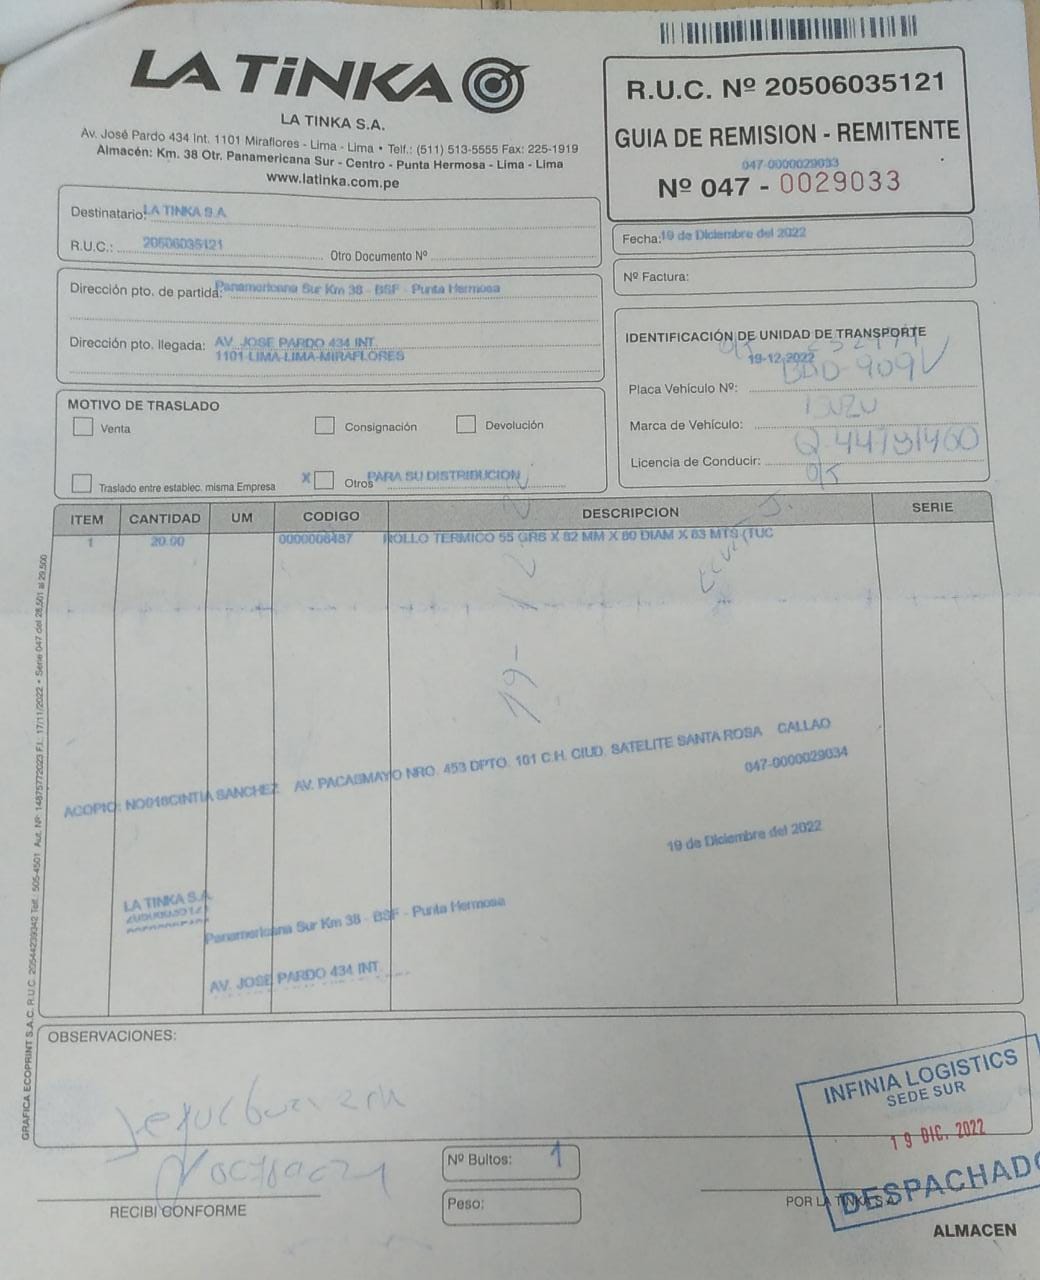 LA TiNKA
LA TINKA S.A.
Av. José Pardo 434 Int. 1101 Miraflores - Lima - Lima • Telf.: (511) 513-5555 Fax: 225-1919
Almacén: Km. 38 Otr. Panamericana Sur - Centro - Punta Hermosa - Lima - Lima
www.latinka.com.pe
R.U.C. Nº 20506035121
GUIA DE REMISION - REMITENTE
047-0000029033
Nº 047 - 0029033
Destinatario: LA TINKA S.A.
R.U.C.: 20506035121 Otro Documento Nº
Fecha: 19 de Diciembre del 2022
Nº Factura:
Dirección pto. de partida: Panamericana Sur Km 38 - BSF - Punta Hermosa
Dirección pto. llegada: AV. JOSE PARDO 434 INT.
1101-LIMA-LIMA-MIRAFLORES
IDENTIFICACIÓN DE UNIDAD DE TRANSPORTE
19-12-2022
Placa Vehículo Nº:
Marca de Vehículo: ISUZU
Licencia de Conducir: Q 44731460
MOTIVO DE TRASLADO
Venta Consignación Devolución
Traslado entre establec. misma Empresa X Otros PARA SU DISTRIBUCION
ITEM CANTIDAD UM CODIGO DESCRIPCION SERIE
1 20.00 0000006487 ROLLO TERMICO 55 GRS X 82 MM X 80 DIAM X 83 MTS (TUC
19-12-2
ACOPIO: NO016CINTIA SANCHEZ AV. PACASMAYO NRO. 453 DPTO. 101 C.H. CIUD. SATELITE SANTA ROSA CALLAO
047-0000029034
19 de Diciembre del 2022
LA TINKA S.A.
Panamericana Sur Km 38 - BSF - Punta Hermosa
AV. JOSE PARDO 434 INT.
GRAFICA ECOPRINT S.A.C. R.U.C. 20544239342 Telf.: 505-4501 Aut. Nº: 14875772023 F.I.: 17/11/2022 • Serie 047 del 28,501 al 29,500
OBSERVACIONES:
INFINIA LOGISTICS
SEDE SUR
19 DIC. 2022
DESPACHADO
Nº Bultos: 1
Peso:
RECIBI CONFORME
POR LA TINKA S.A.
ALMACEN